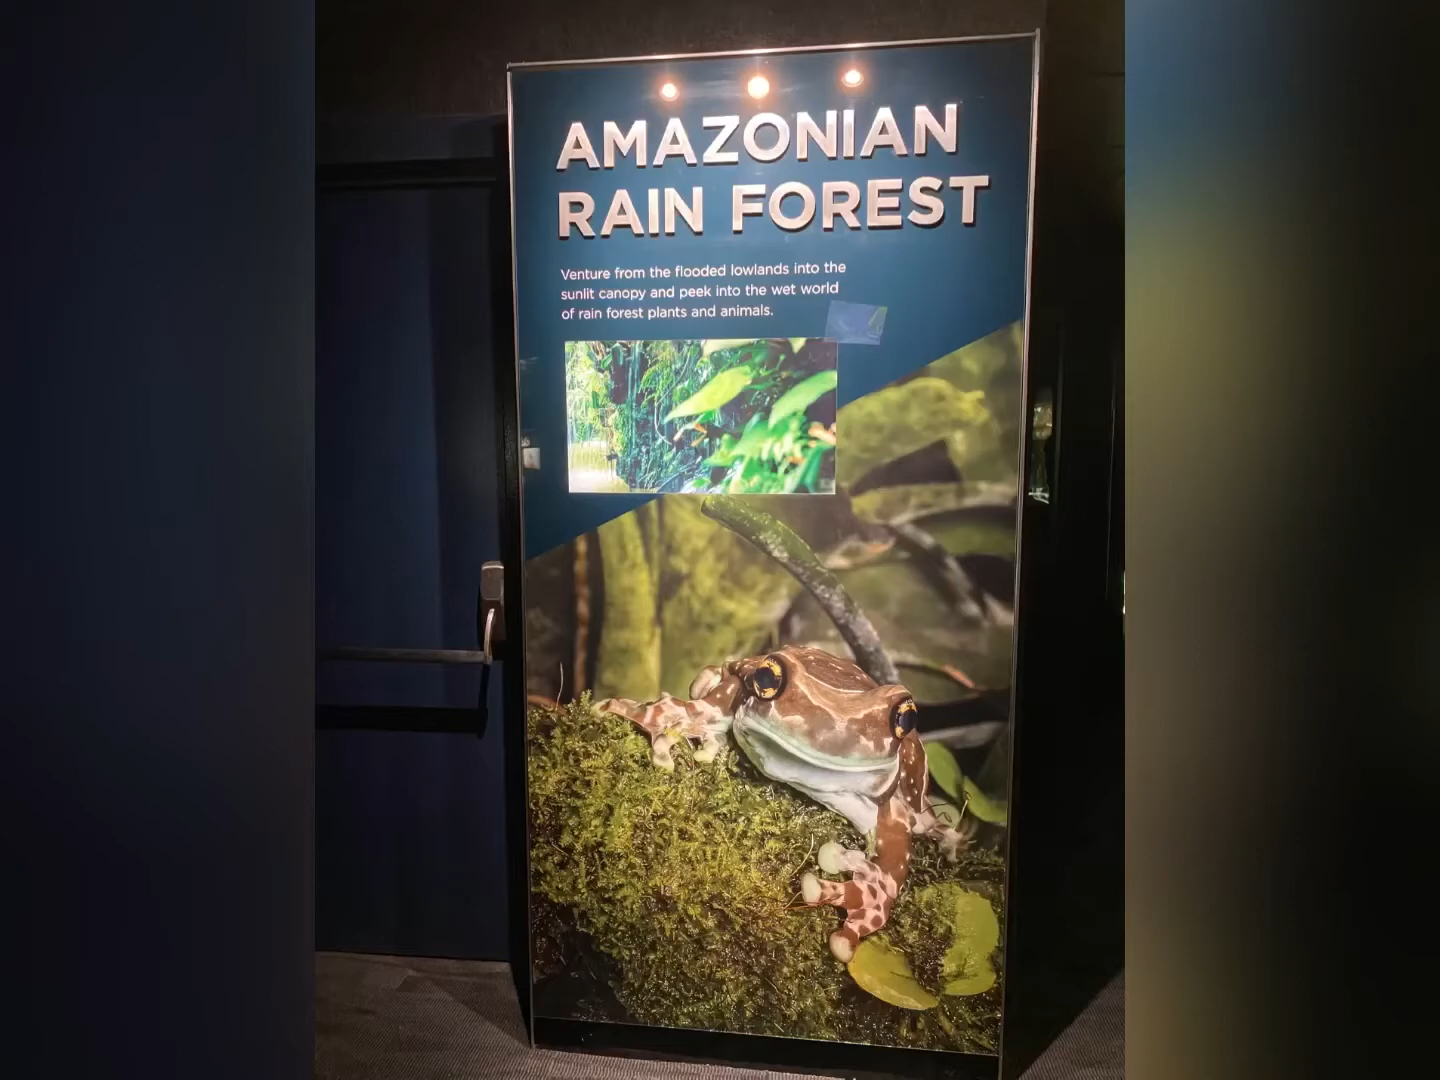 AMAZONIAN
RAIN FOREST
Venture from the flooded lowlands into the
sunlit canopy and peek into the wet world
of rain forest plants and animals.